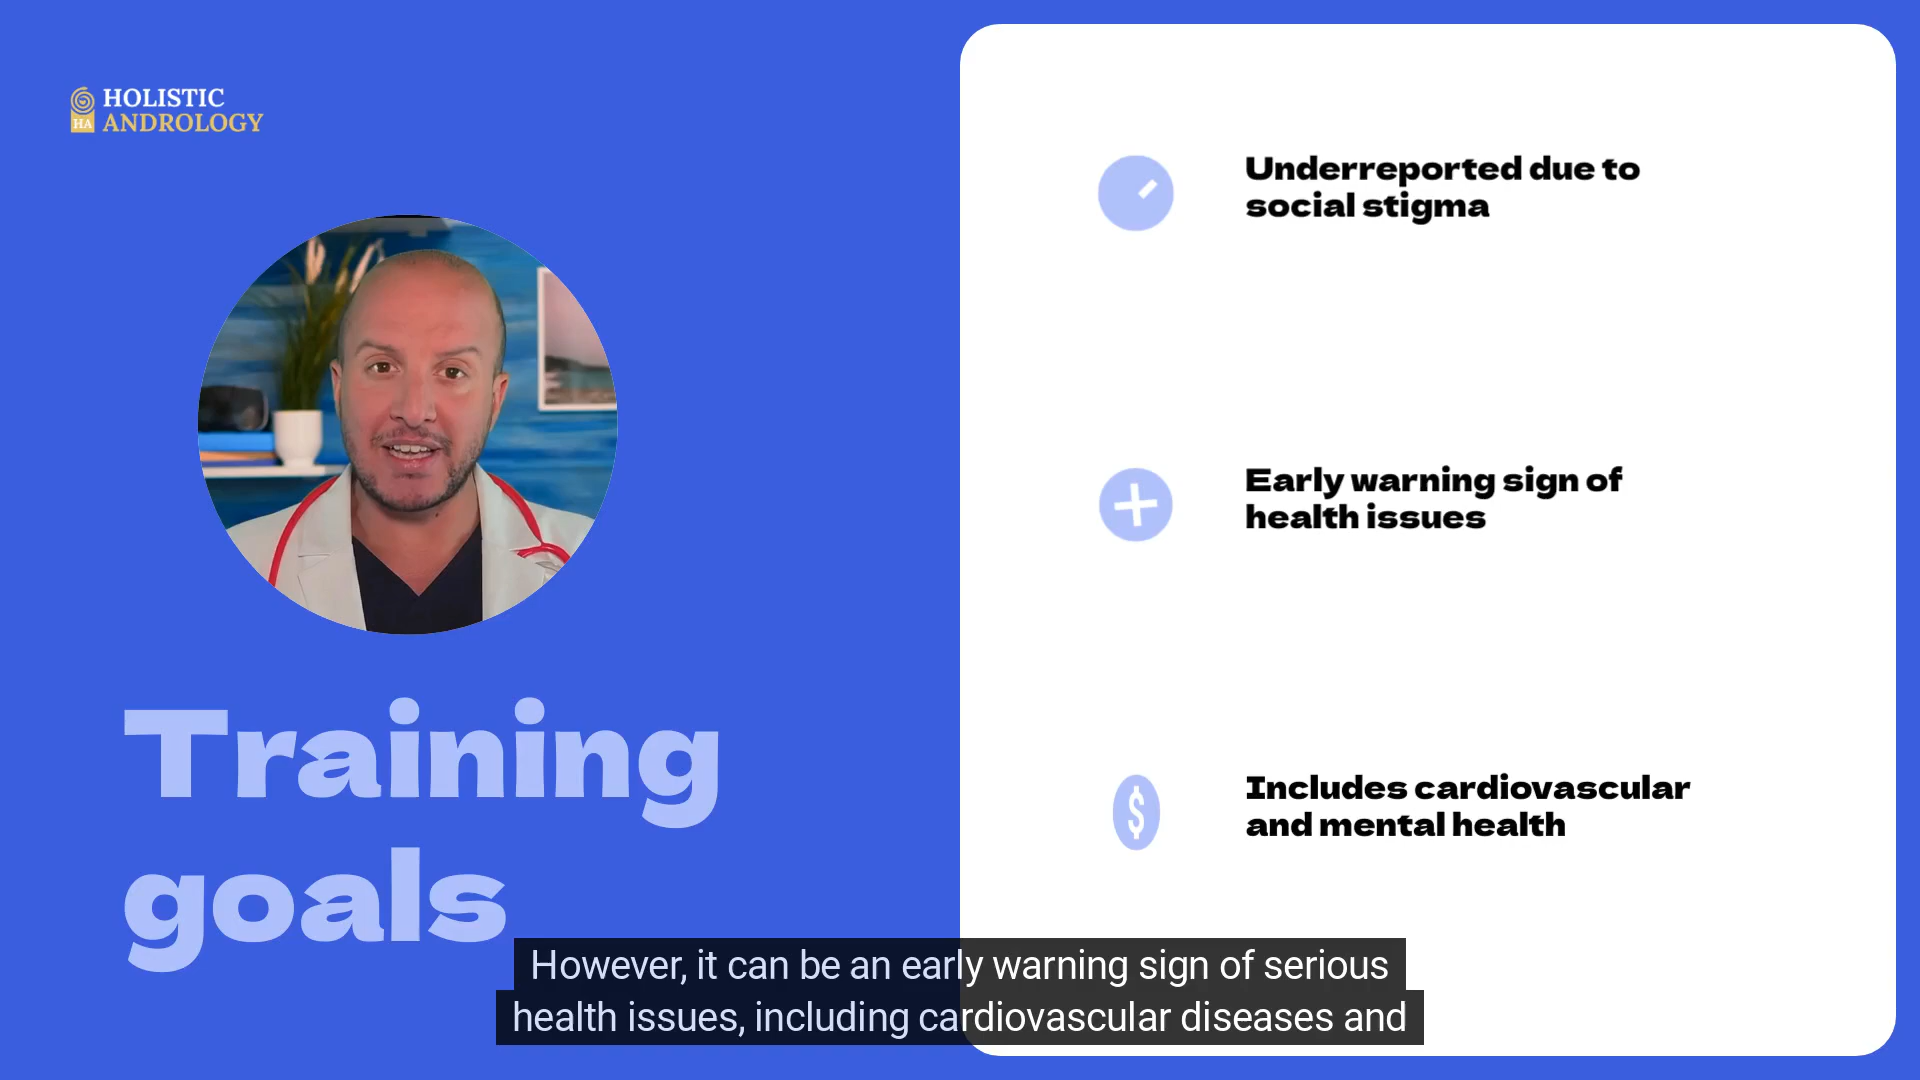 HOLISTIC
HA ANDROLOGY
Training
goals
Underreported due to
social stigma
Early warning sign of
health issues
$
Includes cardiovascular
and mental health
However, it can be an early warning sign of serious
health issues, including cardiovascular diseases and